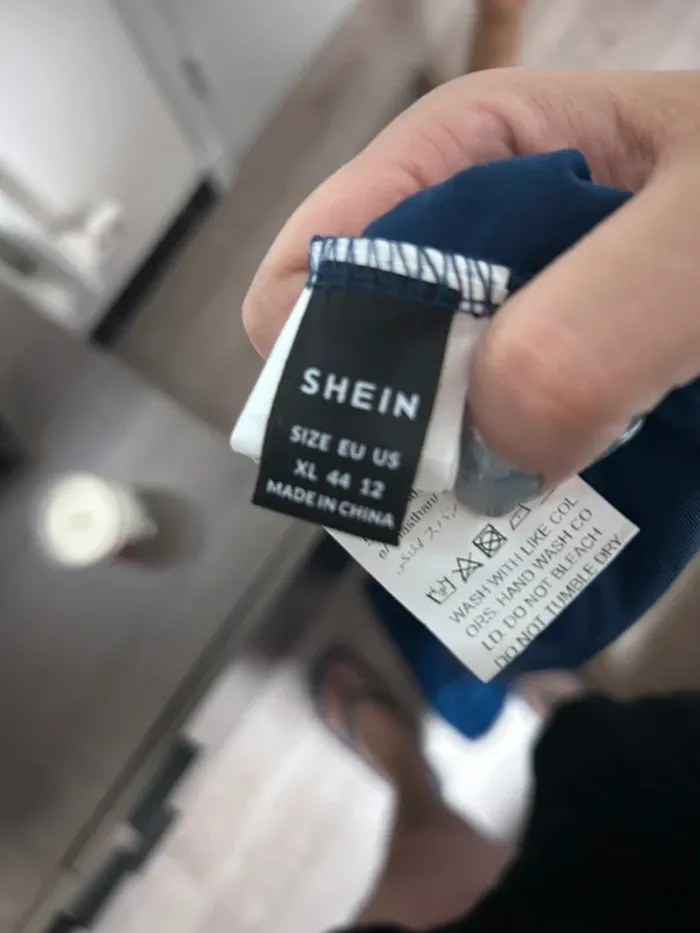 SHEIN
SIZE EU US
XL 44 12
MADE IN CHINA
WASH WITH LIKE COL
ORS. HAND WASH CO
LD. DO NOT BLEACH
DO NOT TUMBLE DRY